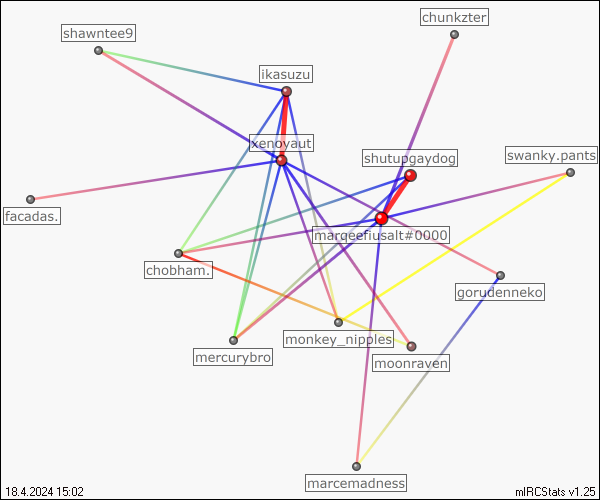 chunkzter
shawntee9
ikasuzu
xenoyaut
shutupgaydog
swanky.pants
facadas.
marqeefiusalt#0000
chobham.
gorudenneko
monkey_nipples
mercurybro
moonraven
marcemadness
18.4.2024 15:02
mIRCStats v1.25